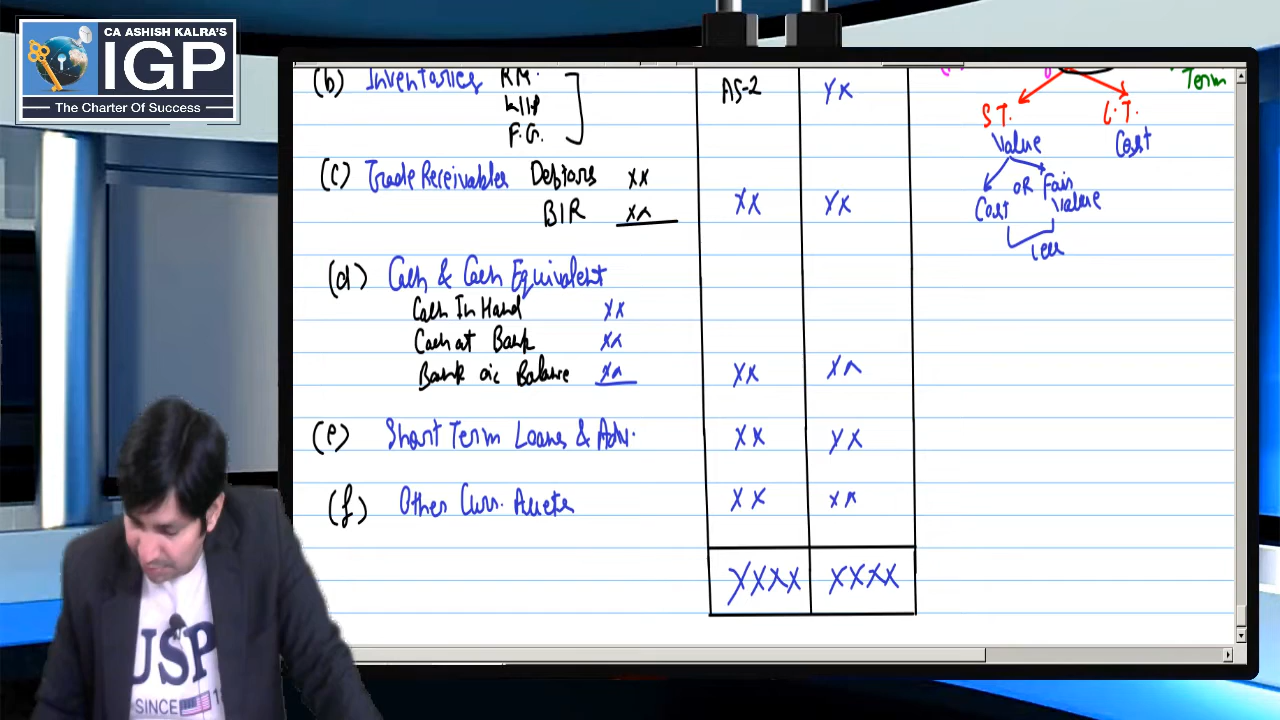 CA ASHISH KALRA'S
IGP
The Charter Of Success
(b) Inventories R.M. AS-2 XX
W.I.P
F.G.
(c) Trade Receivables Debtors XX
B/R XX XX XX
(d) Cash & Cash Equivalent
Cash In Hand XX
Cash at Bank XX
Bank a/c Balance XX XX XX
(e) Short Term Loans & Adv. XX XX
(f) Other Curr. Assets XX XX
XXXX XXXX
Term
S.T. L.T.
Value Cost
Cost OR Fair Value
Less
USP
SINCE